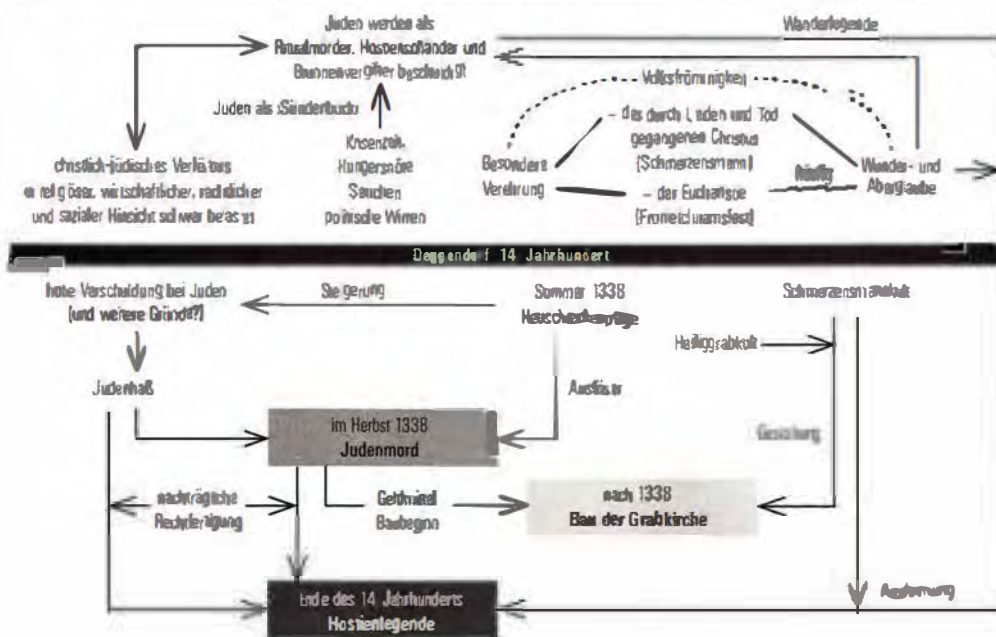 Juden werden als
Ritualmörder, Hostienschänder und
Brunnenvergifter beschuldigt
Wanderlegende
Volksfrömmigkeit
Juden als Sündenbock
– des durch Leiden und Tod
gegangenen Christus
(Schmerzensmann)
Krisenzeit,
Hungersnöte
Seuchen
politische Wirren
Besondere
Verehrung
häufig
Wunder- und
Aberglaube
– der Eucharistie
(Fronleichnamsfest)
christlich-jüdisches Verhältnis
in religiöser, wirtschaftlicher, rechtlicher
und sozialer Hinsicht schwer belastet
Deggendorf 14 Jahrhundert
hohe Verschuldung bei Juden
(und weitere Gründe?)
Steigerung
Sommer 1338
Heuschreckenplage
Schmerzensmannkult
Heiliggrabkult
Judenhaß
Auslöser
im Herbst 1338
Judenmord
Gestaltung
nachträgliche
Rechtfertigung
Geldmittel
Baubeginn
nach 1338
Bau der Grabkirche
Ende des 14 Jahrhunderts
Hostienlegende